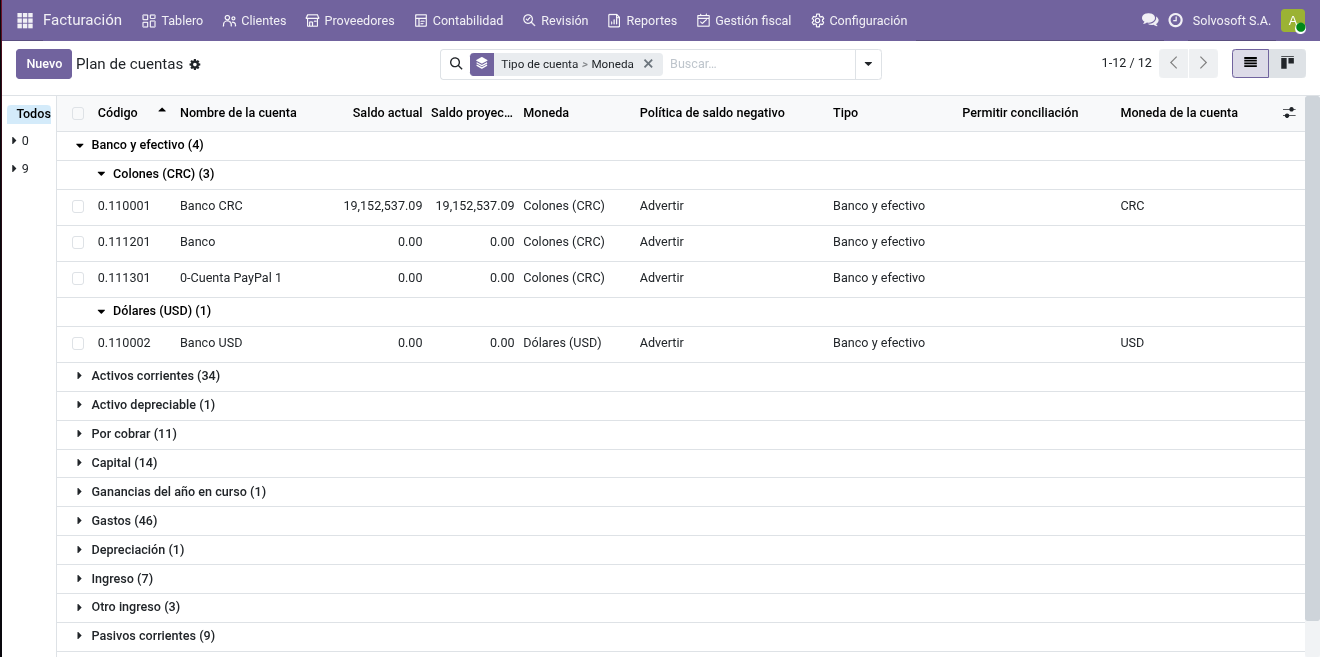 Facturación Tablero Clientes Proveedores Contabilidad Revisión Reportes Gestión fiscal Configuración Solvosoft S.A. A
Nuevo Plan de cuentas Tipo de cuenta > Moneda Buscar... 1-12 / 12
Todos Código Nombre de la cuenta Saldo actual Saldo proyec... Moneda Política de saldo negativo Tipo Permitir conciliación Moneda de la cuenta
0 Banco y efectivo (4)
9 Colones (CRC) (3)
0.110001 Banco CRC 19,152,537.09 19,152,537.09 Colones (CRC) Advertir Banco y efectivo CRC
0.111201 Banco 0.00 0.00 Colones (CRC) Advertir Banco y efectivo
0.111301 0-Cuenta PayPal 1 0.00 0.00 Colones (CRC) Advertir Banco y efectivo
Dólares (USD) (1)
0.110002 Banco USD 0.00 0.00 Dólares (USD) Advertir Banco y efectivo USD
Activos corrientes (34)
Activo depreciable (1)
Por cobrar (11)
Capital (14)
Ganancias del año en curso (1)
Gastos (46)
Depreciación (1)
Ingreso (7)
Otro ingreso (3)
Pasivos corrientes (9)